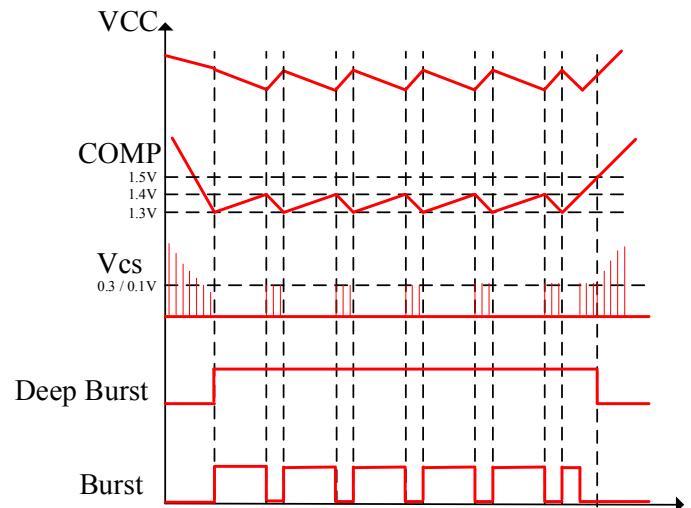 VCC
COMP
1.5V
1.4V
1.3V
Vcs
0.3 / 0.1V
Deep Burst
Burst